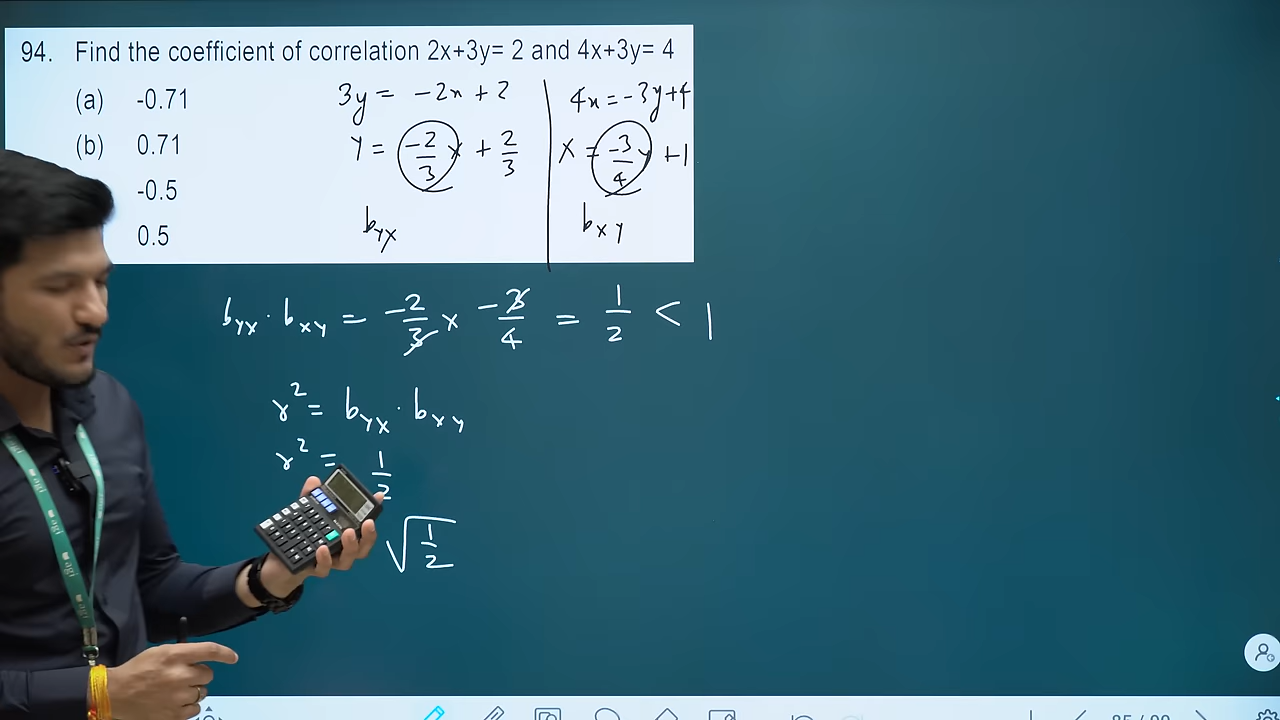 94. Find the coefficient of correlation 2x+3y= 2 and 4x+3y= 4
(a) -0.71
(b) 0.71
-0.5
0.5
3y = -2x + 2
y = -2/3 x + 2/3
byx
4x = -3y+4
x = -3/4 y +1
bxy
byx . bxy = -2/3 x -3/4 = 1/2 < 1
r² = byx . bxy
r² = 1/2
√1/2
agi
agi